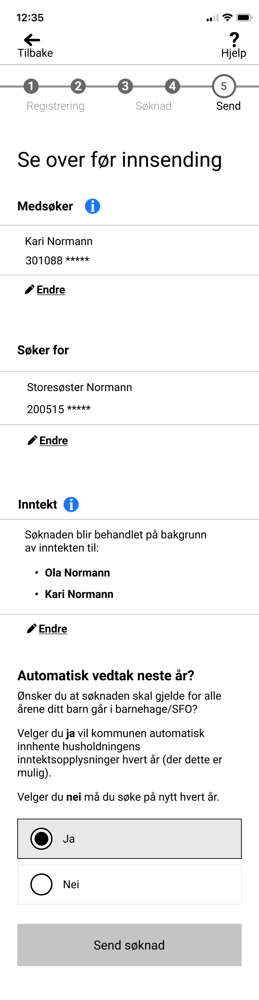 12:35
Tilbake
?
Hjelp
1 2 3 4 5
Registrering Søknad Send
Se over før innsending
Medsøker i
Kari Normann
301088 *****
Endre
Søker for
Storesøster Normann
200515 *****
Endre
Inntekt i
Søknaden blir behandlet på bakgrunn
av inntekten til:
• Ola Normann
• Kari Normann
Endre
Automatisk vedtak neste år?
Ønsker du at søknaden skal gjelde for alle
årene ditt barn går i barnehage/SFO?
Velger du ja vil kommunen automatisk
innhente husholdningens
inntektsopplysninger hvert år (der dette er
mulig).
Velger du nei må du søke på nytt hvert år.
Ja
Nei
Send søknad